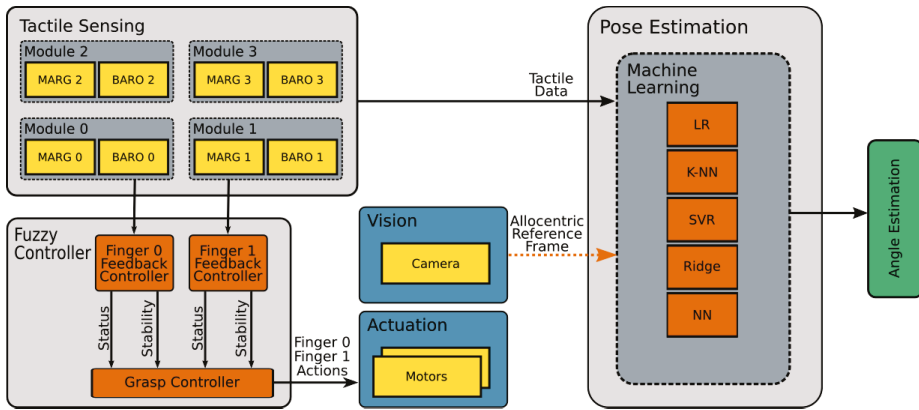 Tactile Sensing
Module 2
MARG 2
BARO 2
Module 3
MARG 3
BARO 3
Module 0
MARG 0
BARO 0
Module 1
MARG 1
BARO 1
Tactile
Data
Fuzzy
Controller
Finger 0
Feedback
Controller
Finger 1
Feedback
Controller
Status
Stability
Status
Stability
Grasp Controller
Finger 0
Finger 1
Actions
Vision
Camera
Allocentric
Reference
Frame
Actuation
Motors
Pose Estimation
Machine
Learning
LR
K-NN
SVR
Ridge
NN
Angle Estimation